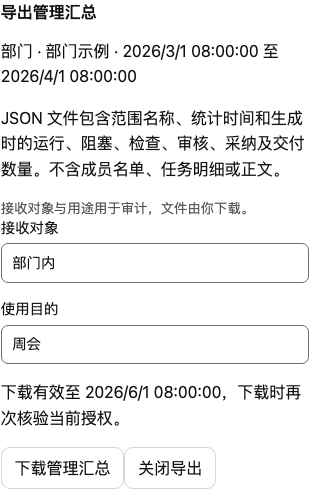 导出管理汇总
部门 · 部门示例 · 2026/3/1 08:00:00 至
2026/4/1 08:00:00
JSON 文件包含范围名称、统计时间和生成
时的运行、阻塞、检查、审核、采纳及交付
数量。不含成员名单、任务明细或正文。
接收对象与用途用于审计，文件由你下载。
接收对象
部门内
使用目的
周会
下载有效至 2026/6/1 08:00:00，下载时再
次核验当前授权。
下载管理汇总 关闭导出